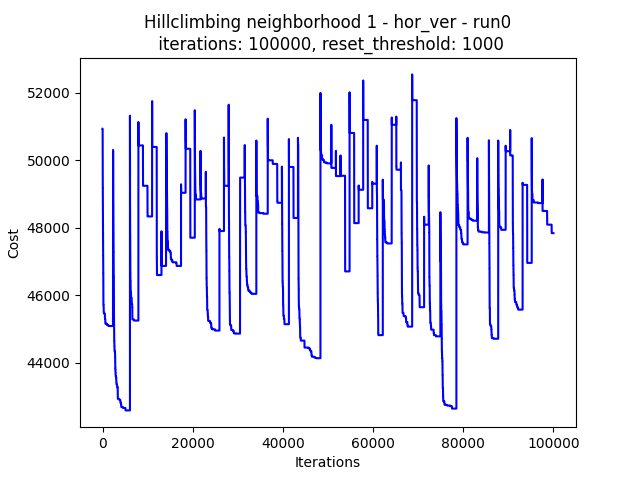 Hillclimbing neighborhood 1 - hor_ver - run0
iterations: 100000, reset_threshold: 1000
52000
50000
48000
46000
44000
Cost
0 20000 40000 60000 80000 100000
Iterations